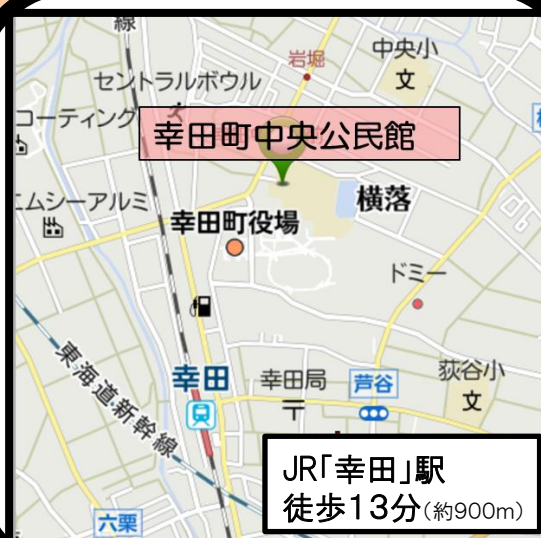 線
岩堀
中央小
文
セントラルボウル
コーティング
幸田町中央公民館
エムシーアルミ
横落
幸田町役場
ドミー
東海道新幹線
幸田
幸田局
芦谷
荻谷小
文
JR「幸田」駅
徒歩13分(約900m)
六栗